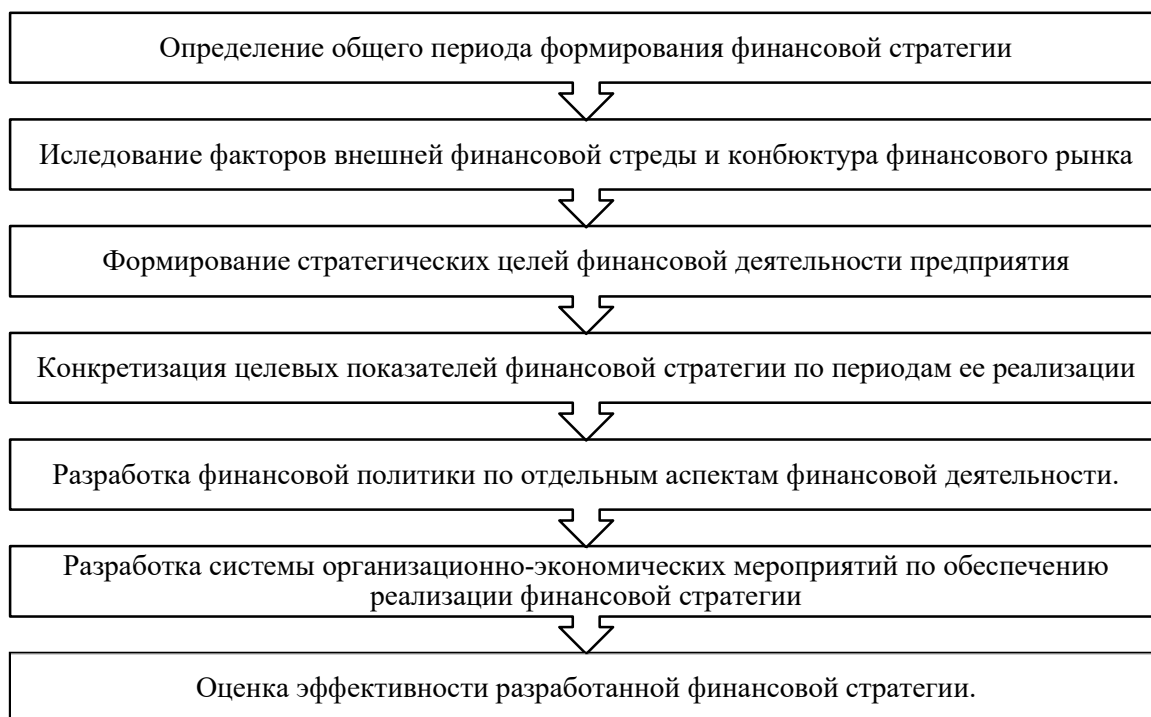 Определение общего периода формирования финансовой стратегии
Иследование факторов внешней финансовой стреды и конбюктура финансового рынка
Формирование стратегических целей финансовой деятельности предприятия
Конкретизация целевых показателей финансовой стратегии по периодам ее реализации
Разработка финансовой политики по отдельным аспектам финансовой деятельности.
Разработка системы организационно-экономических мероприятий по обеспечению
реализации финансовой стратегии
Оценка эффективности разработанной финансовой стратегии.